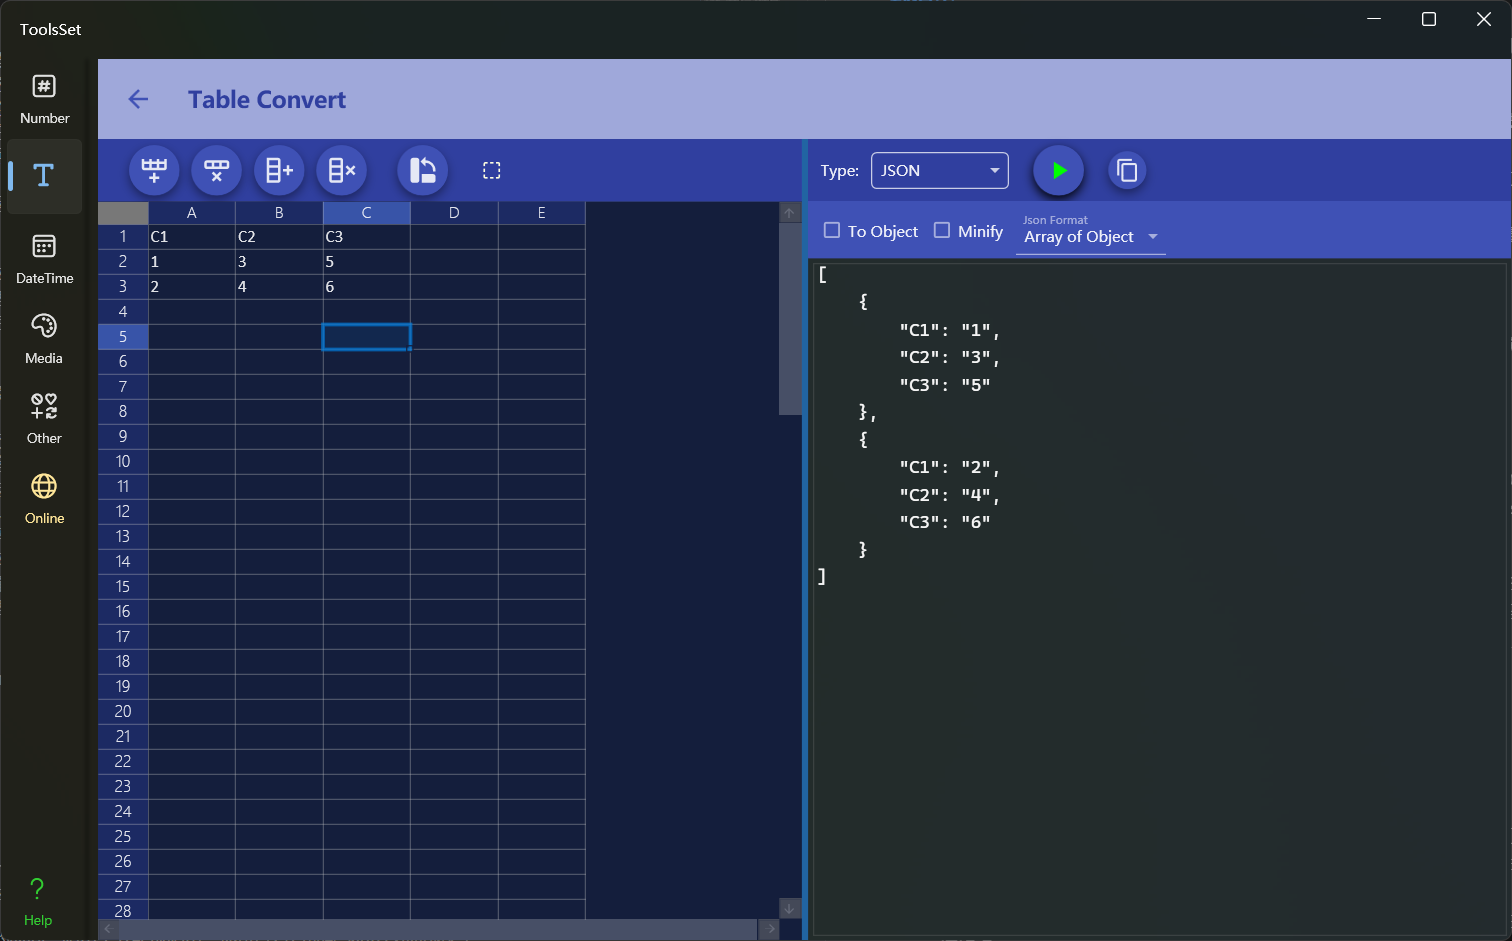 ToolsSet
Number
T
DateTime
Media
Other
Online
Help
Table Convert
Type: JSON
To Object Minify Json Format
Array of Object
A B C D E
1 C1 C2 C3
2 1 3 5
3 2 4 6
4
5
6
7
8
9
10
11
12
13
14
15
16
17
18
19
20
21
22
23
24
25
26
27
28
[
{
"C1": "1",
"C2": "3",
"C3": "5"
},
{
"C1": "2",
"C2": "4",
"C3": "6"
}
]